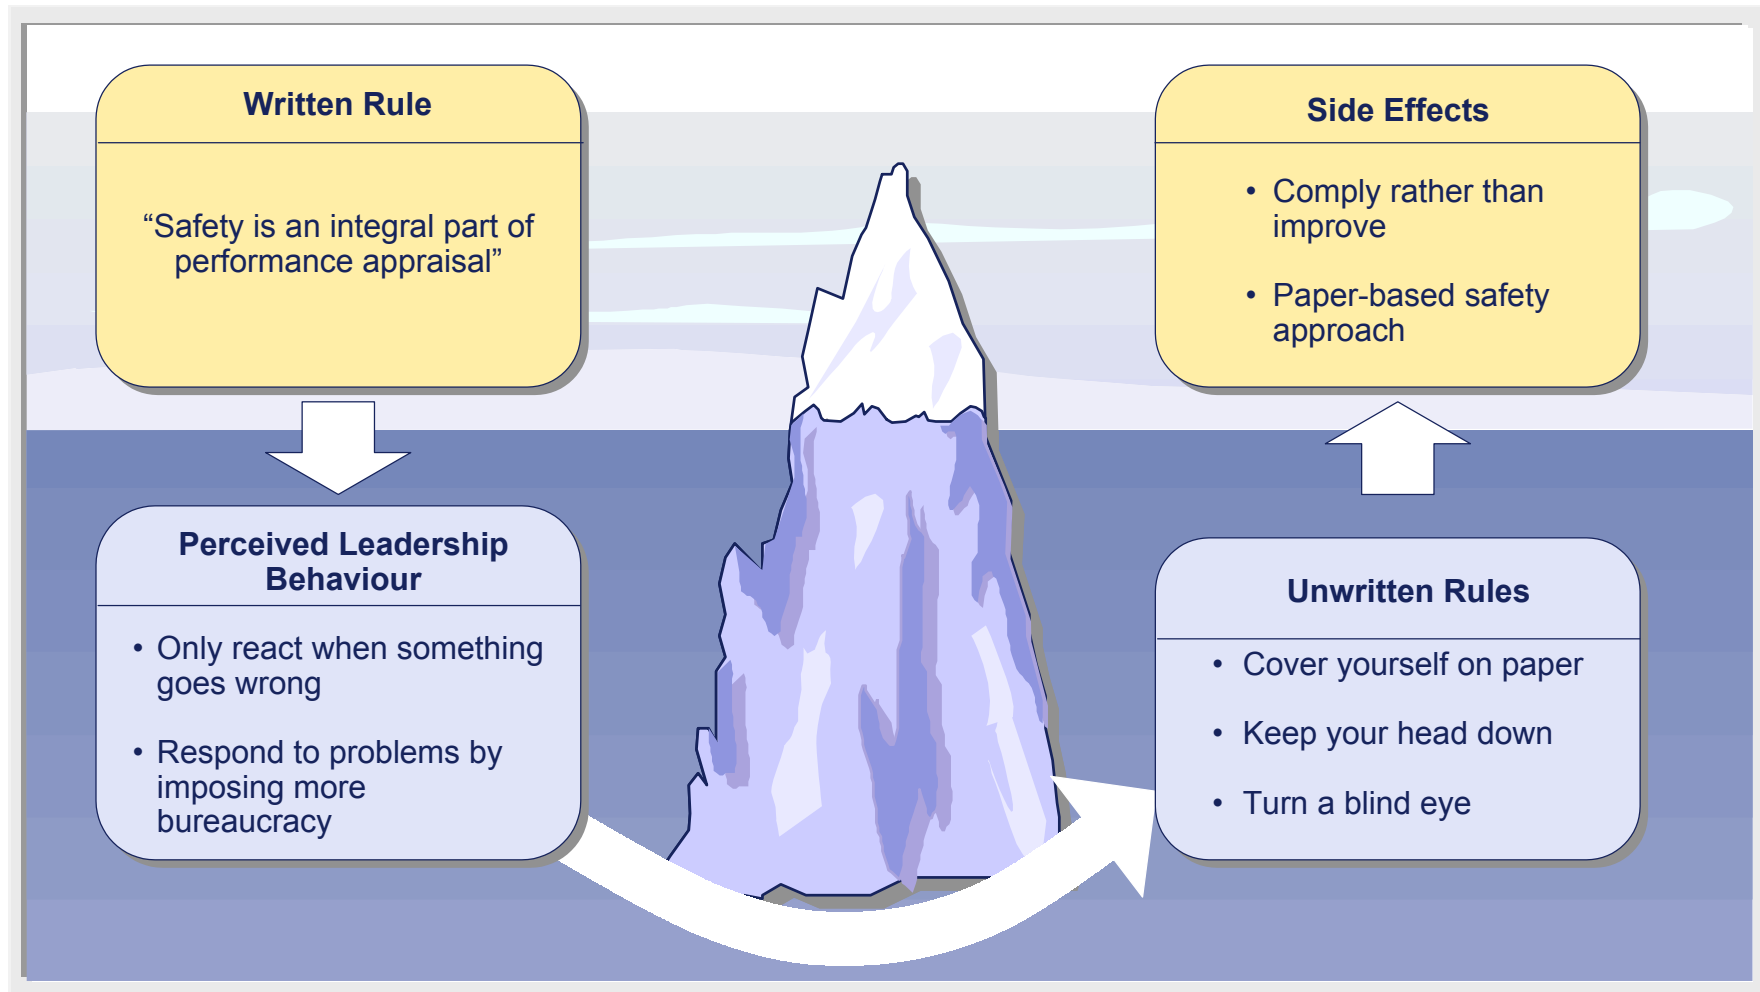 Written Rule
“Safety is an integral part of
performance appraisal”
Perceived Leadership
Behaviour
• Only react when something
goes wrong
• Respond to problems by
imposing more
bureaucracy
Unwritten Rules
• Cover yourself on paper
• Keep your head down
• Turn a blind eye
Side Effects
• Comply rather than
improve
• Paper-based safety
approach